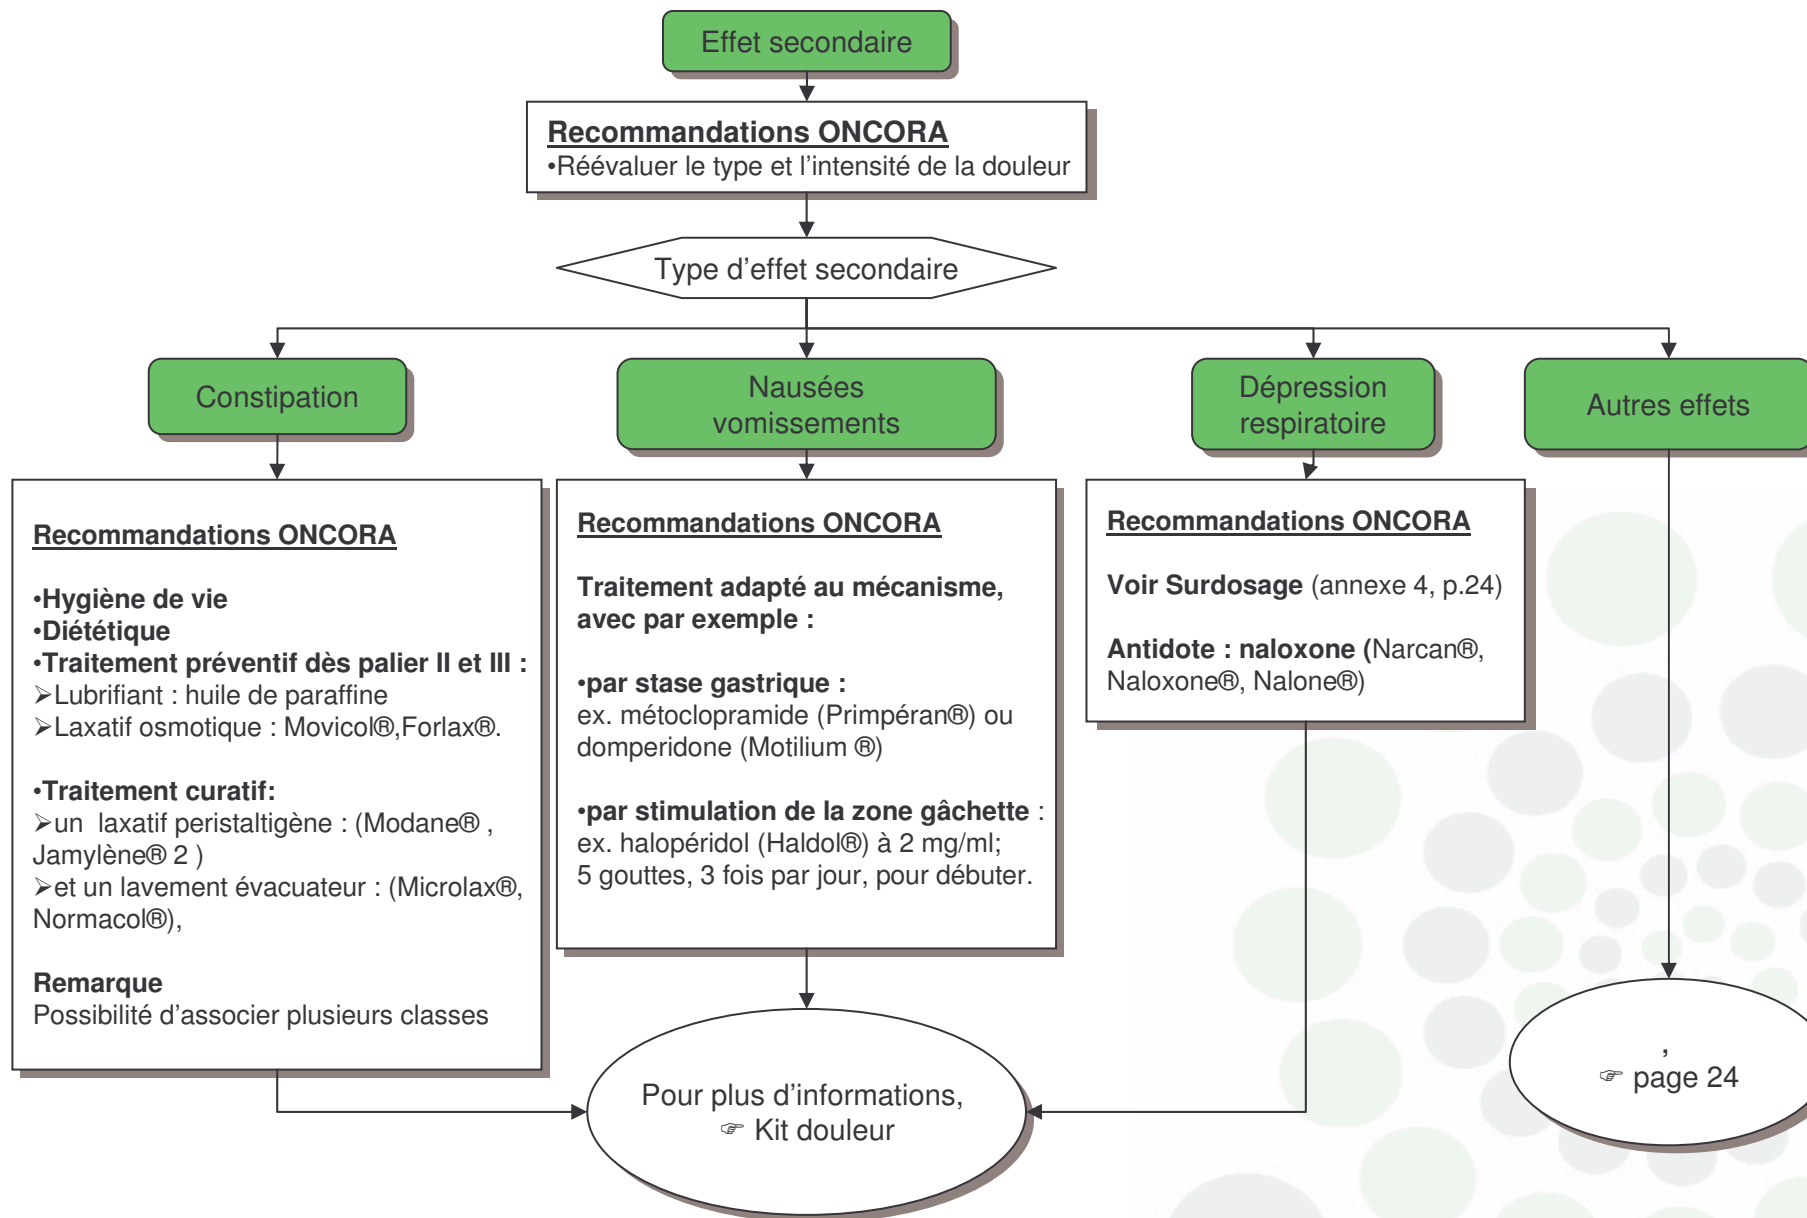 Effet secondaire
Recommandations ONCORA
•Réévaluer le type et l'intensité de la douleur
Type d'effet secondaire
Constipation
Nausées
vomissements
Dépression
respiratoire
Autres effets
Recommandations ONCORA
•Hygiène de vie
•Diététique
•Traitement préventif dès palier II et III :
➢Lubrifiant : huile de paraffine
➢Laxatif osmotique : Movicol®,Forlax®.
•Traitement curatif:
➢un laxatif peristaltigène : (Modane® ,
Jamylène® 2 )
➢et un lavement évacuateur : (Microlax®,
Normacol®),
Remarque
Possibilité d'associer plusieurs classes
Recommandations ONCORA
Traitement adapté au mécanisme,
avec par exemple :
•par stase gastrique :
ex. métoclopramide (Primpéran®) ou
domperidone (Motilium ®)
•par stimulation de la zone gâchette :
ex. halopéridol (Haldol®) à 2 mg/ml;
5 gouttes, 3 fois par jour, pour débuter.
Recommandations ONCORA
Voir Surdosage (annexe 4, p.24)
Antidote : naloxone (Narcan®,
Naloxone®, Nalone®)
Pour plus d'informations,
☞ Kit douleur
,
☞ page 24